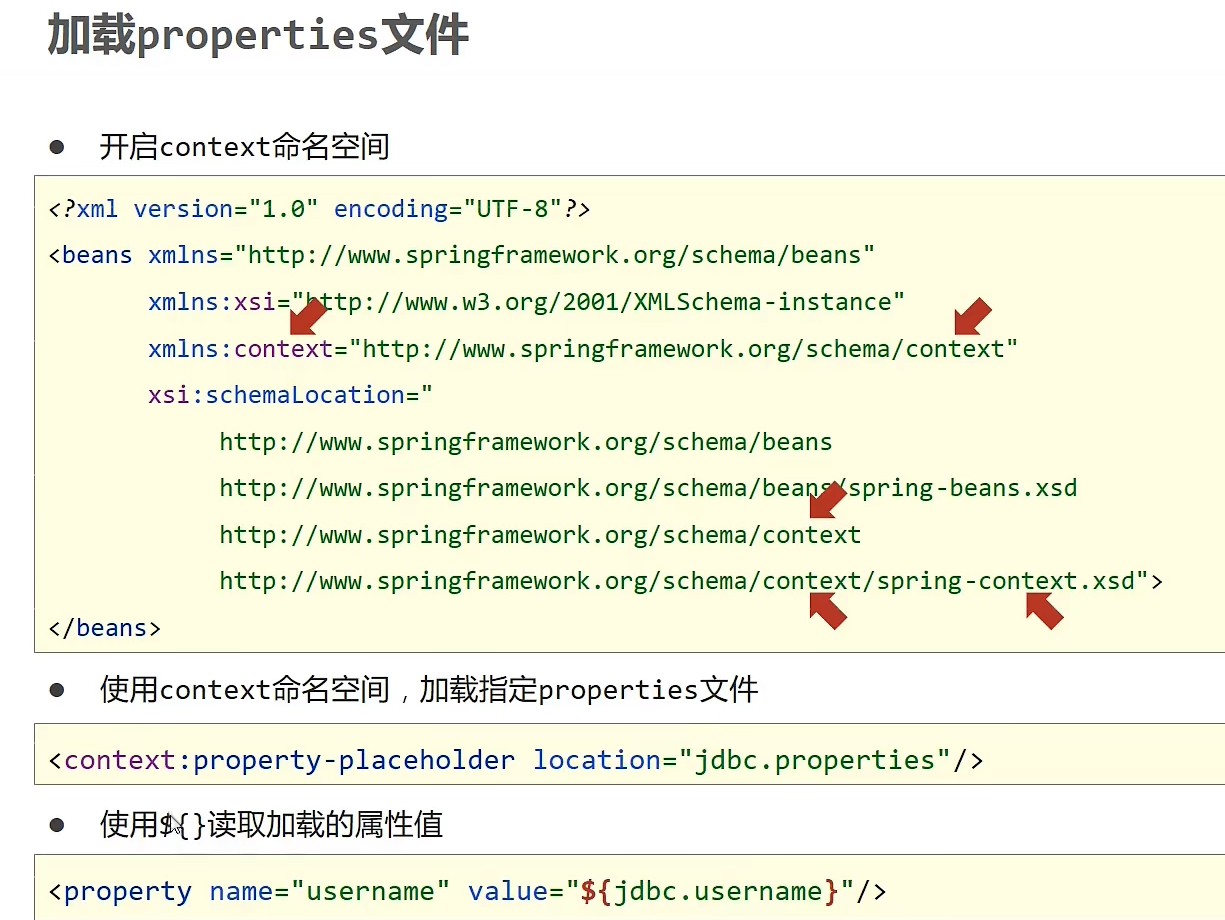 加载properties文件
● 开启context命名空间
<?xml version="1.0" encoding="UTF-8"?>
<beans xmlns="http://www.springframework.org/schema/beans"
xmlns:xsi="http://www.w3.org/2001/XMLSchema-instance"
xmlns:context="http://www.springframework.org/schema/context"
xsi:schemaLocation="
http://www.springframework.org/schema/beans
http://www.springframework.org/schema/beans/spring-beans.xsd
http://www.springframework.org/schema/context
http://www.springframework.org/schema/context/spring-context.xsd">
</beans>
● 使用context命名空间，加载指定properties文件
<context:property-placeholder location="jdbc.properties"/>
● 使用${}读取加载的属性值
<property name="username" value="${jdbc.username}"/>